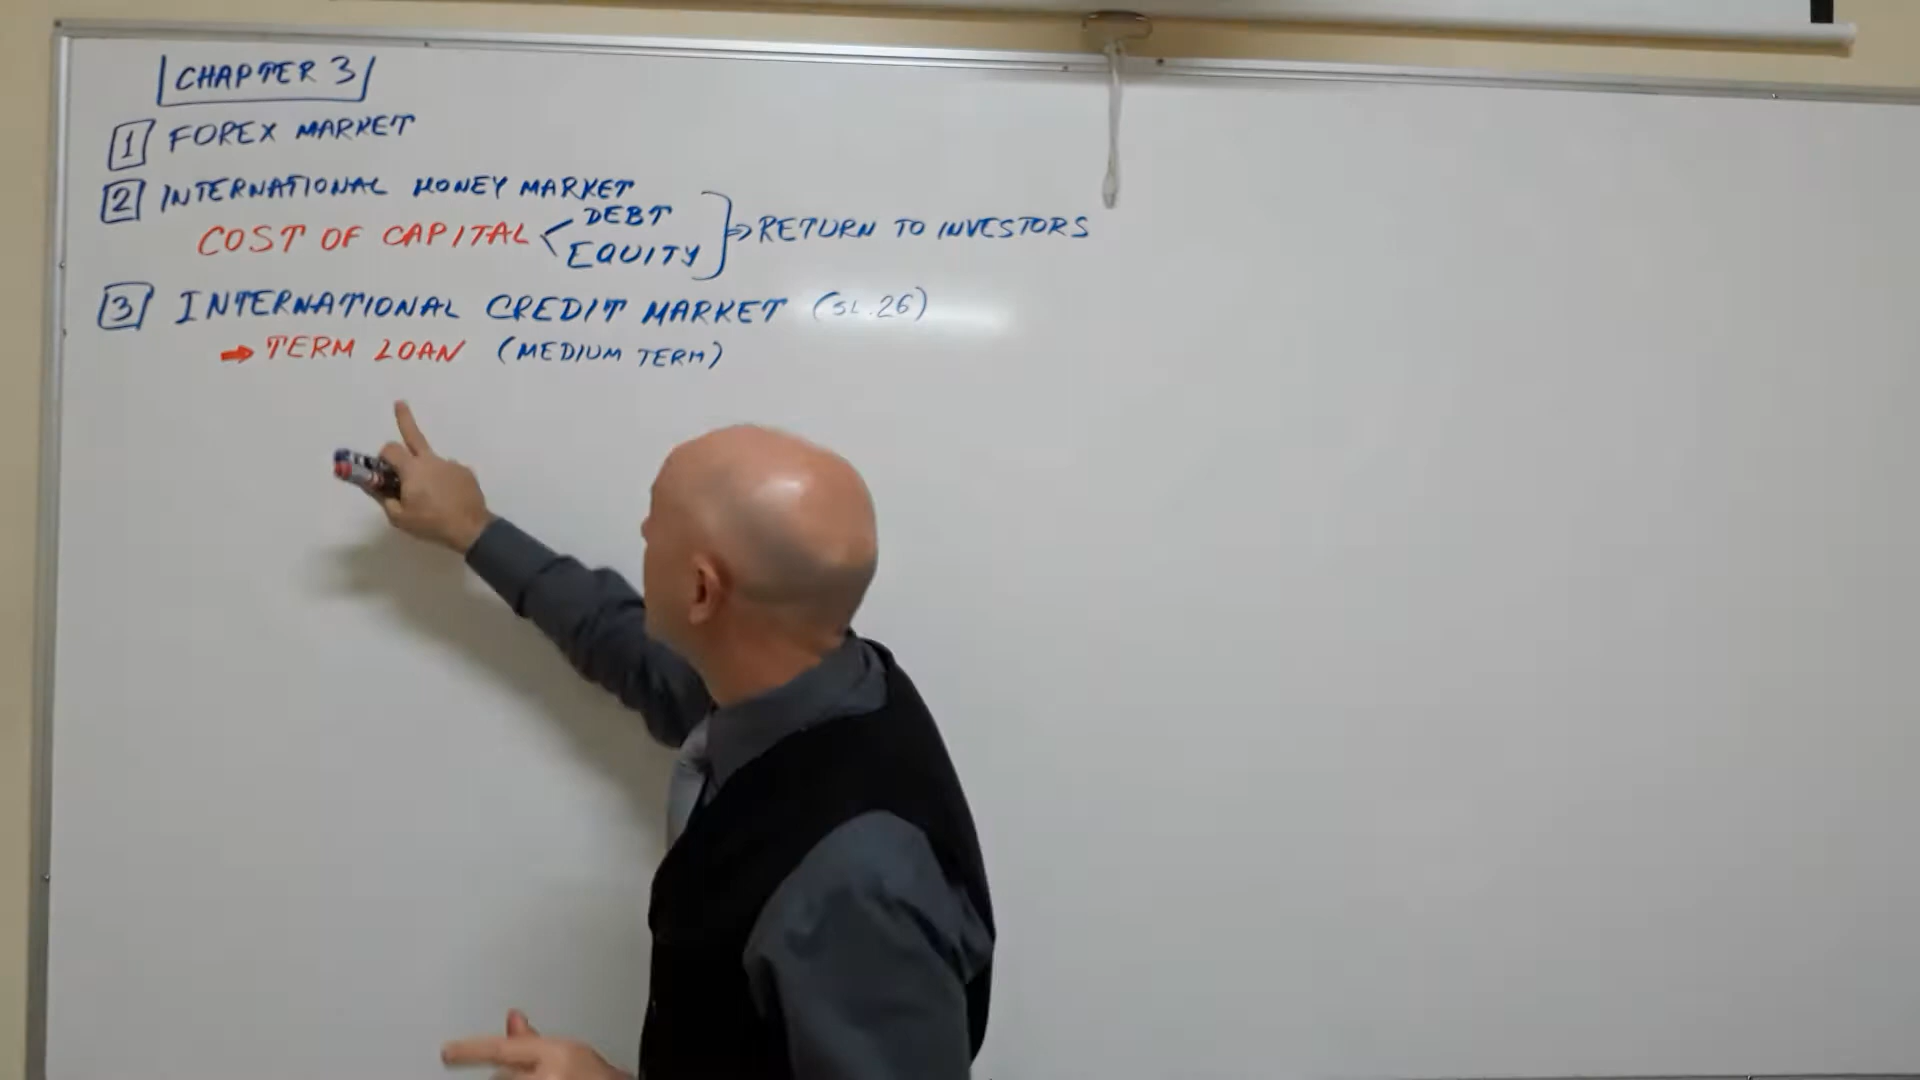 CHAPTER 3
1 FOREX MARKET
2 INTERNATIONAL MONEY MARKET
COST OF CAPITAL < DEBT
EQUITY } ⇒ RETURN TO INVESTORS
3 INTERNATIONAL CREDIT MARKET (SL.26)
→ TERM LOAN (MEDIUM TERM)